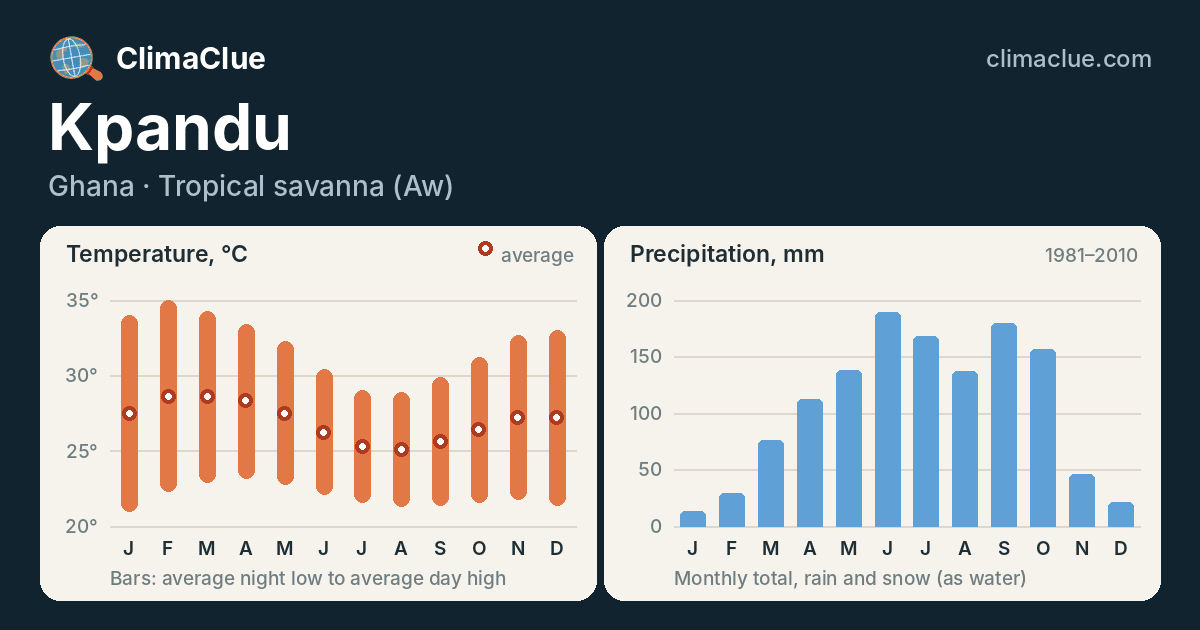 ClimaClue
climaclue.com
Kpandu
Ghana · Tropical savanna (Aw)
Temperature, °C
average
35°
30°
25°
20°
J F M A M J J A S O N D
Bars: average night low to average day high
Precipitation, mm
1981–2010
200
150
100
50
0
J F M A M J J A S O N D
Monthly total, rain and snow (as water)